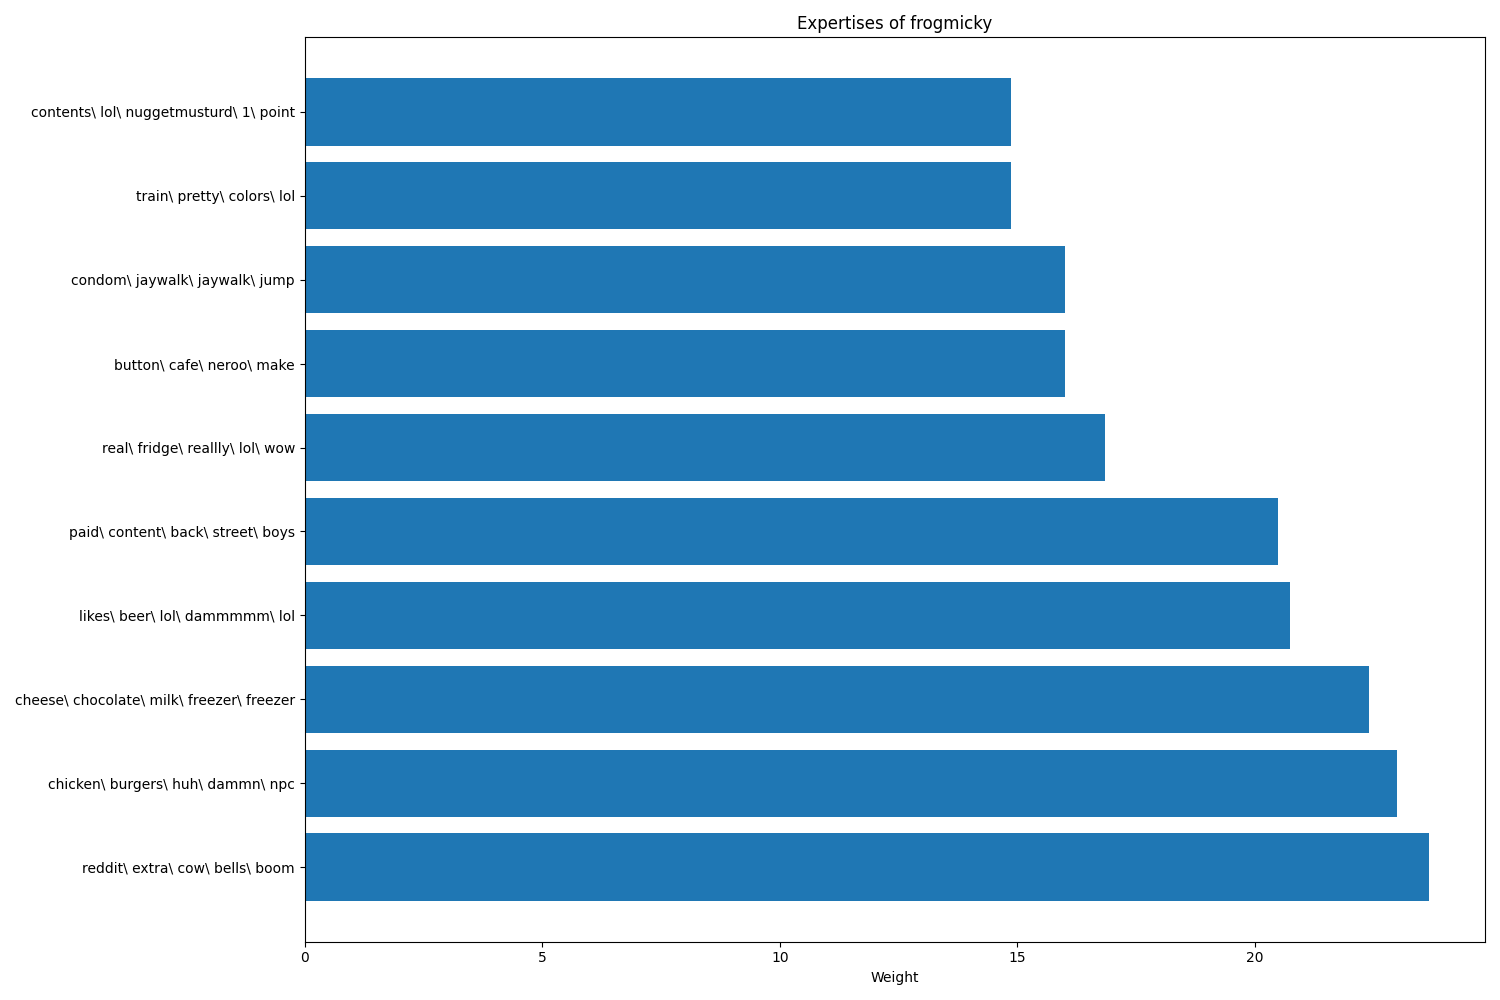 Expertises of frogmicky
contents\ lol\ nuggetmusturd\ 1\ point
train\ pretty\ colors\ lol
condom\ jaywalk\ jaywalk\ jump
button\ cafe\ neroo\ make
real\ fridge\ reallly\ lol\ wow
paid\ content\ back\ street\ boys
likes\ beer\ lol\ dammmmm\ lol
cheese\ chocolate\ milk\ freezer\ freezer
chicken\ burgers\ huh\ dammn\ npc
reddit\ extra\ cow\ bells\ boom
0 5 10 15 20
Weight